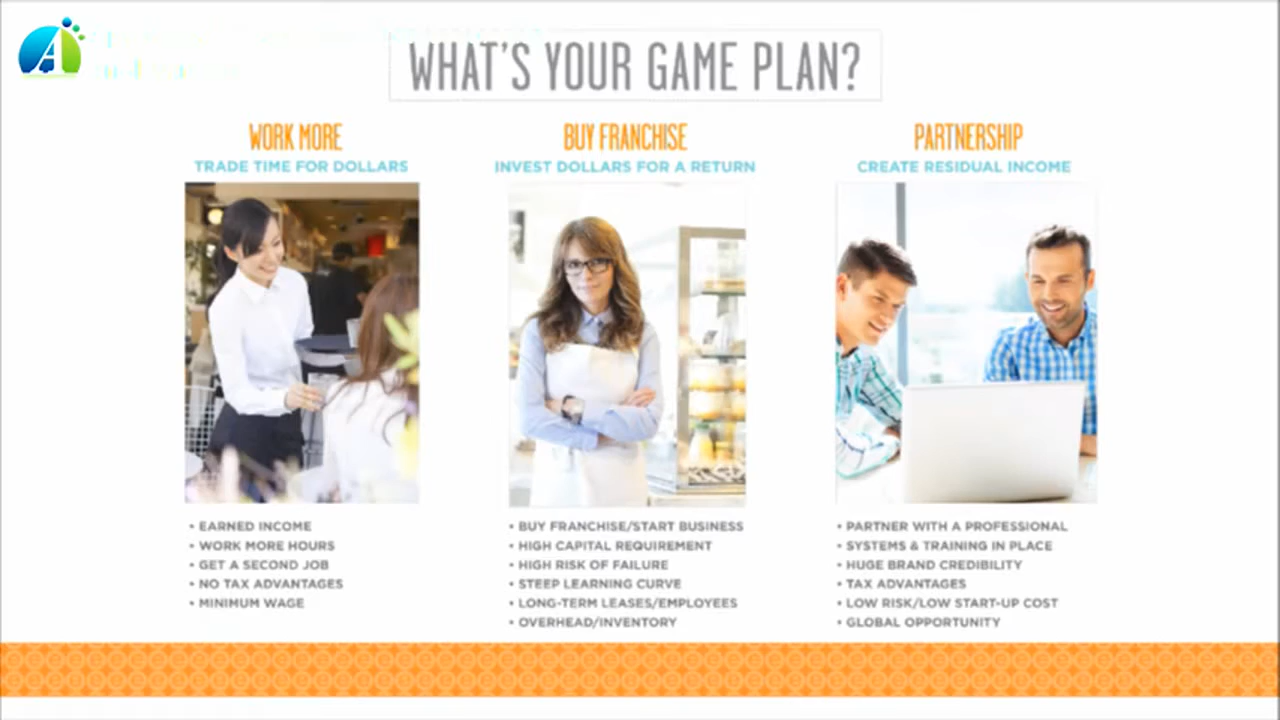 WHAT'S YOUR GAME PLAN?
WORK MORE
TRADE TIME FOR DOLLARS
• EARNED INCOME
• WORK MORE HOURS
• GET A SECOND JOB
• NO TAX ADVANTAGES
• MINIMUM WAGE
BUY FRANCHISE
INVEST DOLLARS FOR A RETURN
• BUY FRANCHISE/START BUSINESS
• HIGH CAPITAL REQUIREMENT
• HIGH RISK OF FAILURE
• STEEP LEARNING CURVE
• LONG-TERM LEASES/EMPLOYEES
• OVERHEAD/INVENTORY
PARTNERSHIP
CREATE RESIDUAL INCOME
• PARTNER WITH A PROFESSIONAL
• SYSTEMS & TRAINING IN PLACE
• HUGE BRAND CREDIBILITY
• TAX ADVANTAGES
• LOW RISK/LOW START-UP COST
• GLOBAL OPPORTUNITY